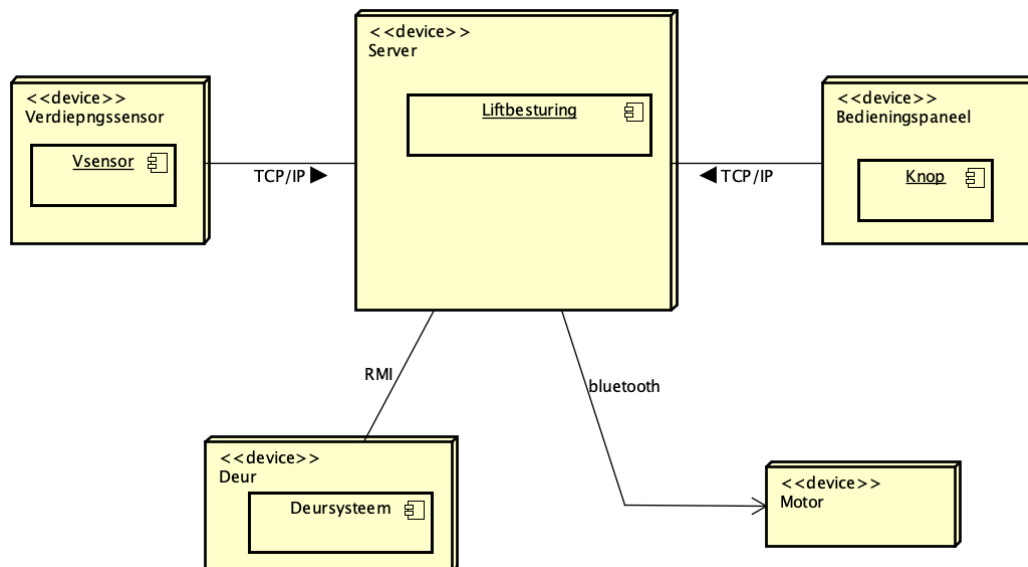 <<device>>
Server
Liftbesturing
<<device>>
Verdiepngssensor
Vsensor
TCP/IP
<<device>>
Bedieningspaneel
Knop
TCP/IP
RMI
bluetooth
<<device>>
Deur
Deursysteem
<<device>>
Motor